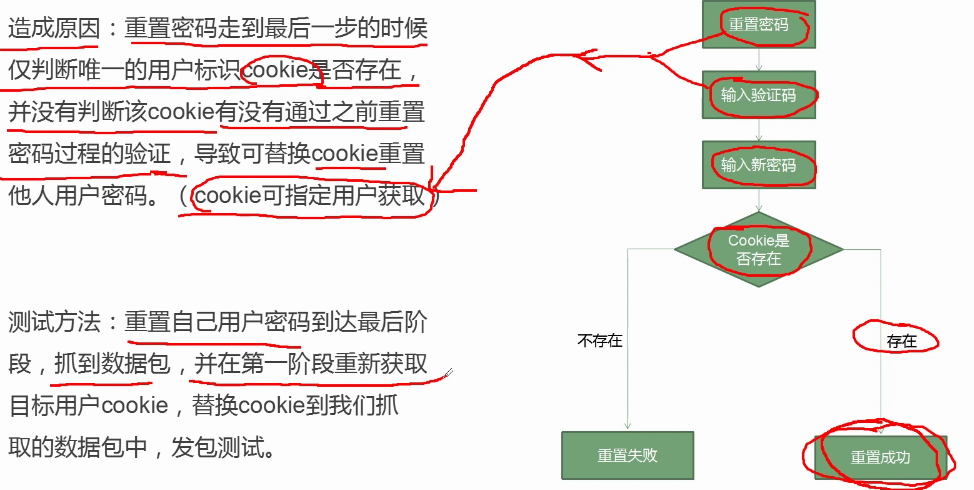 造成原因：重置密码走到最后一步的时候
仅判断唯一的用户标识cookie是否存在，
并没有判断该cookie有没有通过之前重置
密码过程的验证，导致可替换cookie重置
他人用户密码。（cookie可指定用户获取）
测试方法：重置自己用户密码到达最后阶
段，抓到数据包，并在第一阶段重新获取
目标用户cookie，替换cookie到我们抓
取的数据包中，发包测试。
重置密码
输入验证码
输入新密码
Cookie是
否存在
不存在
存在
重置失败
重置成功